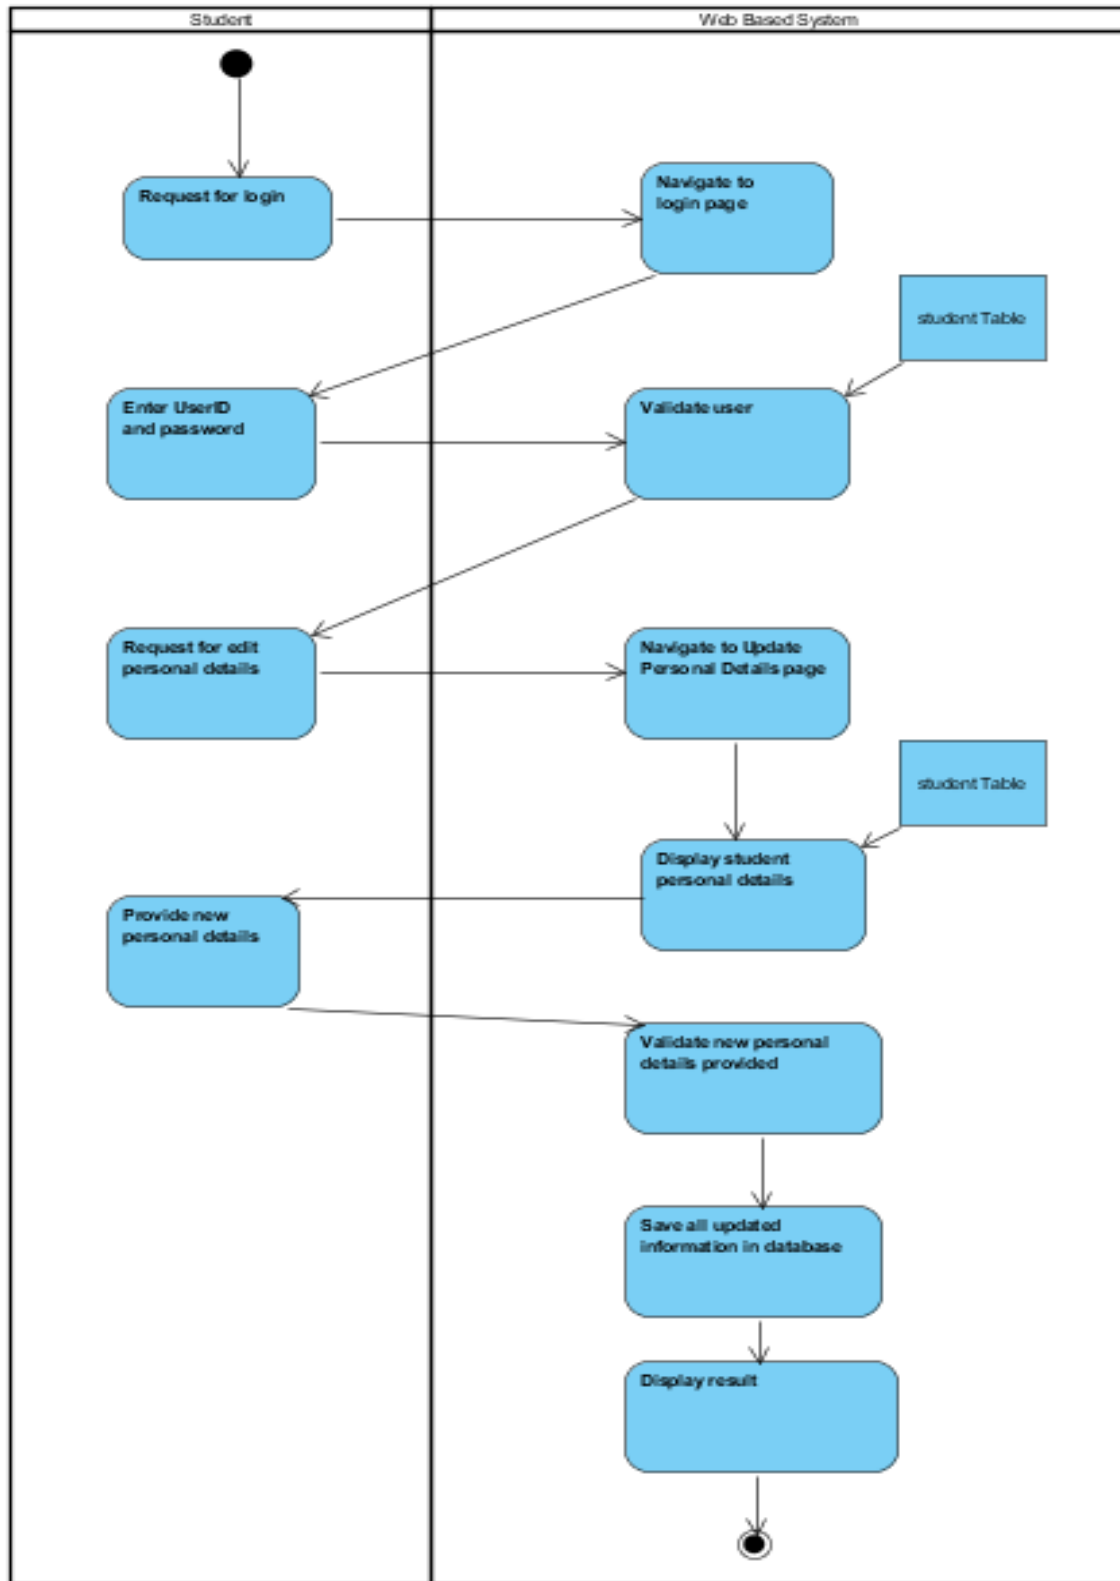 Student
Web Based System
Request for login
Navigate to
login page
student Table
Enter UserID
and password
Validate user
Request for edit
personal details
Navigate to Update
Personal Details page
student Table
Display student
personal details
Provide new
personal details
Validate new personal
details provided
Save all updated
information in database
Display result